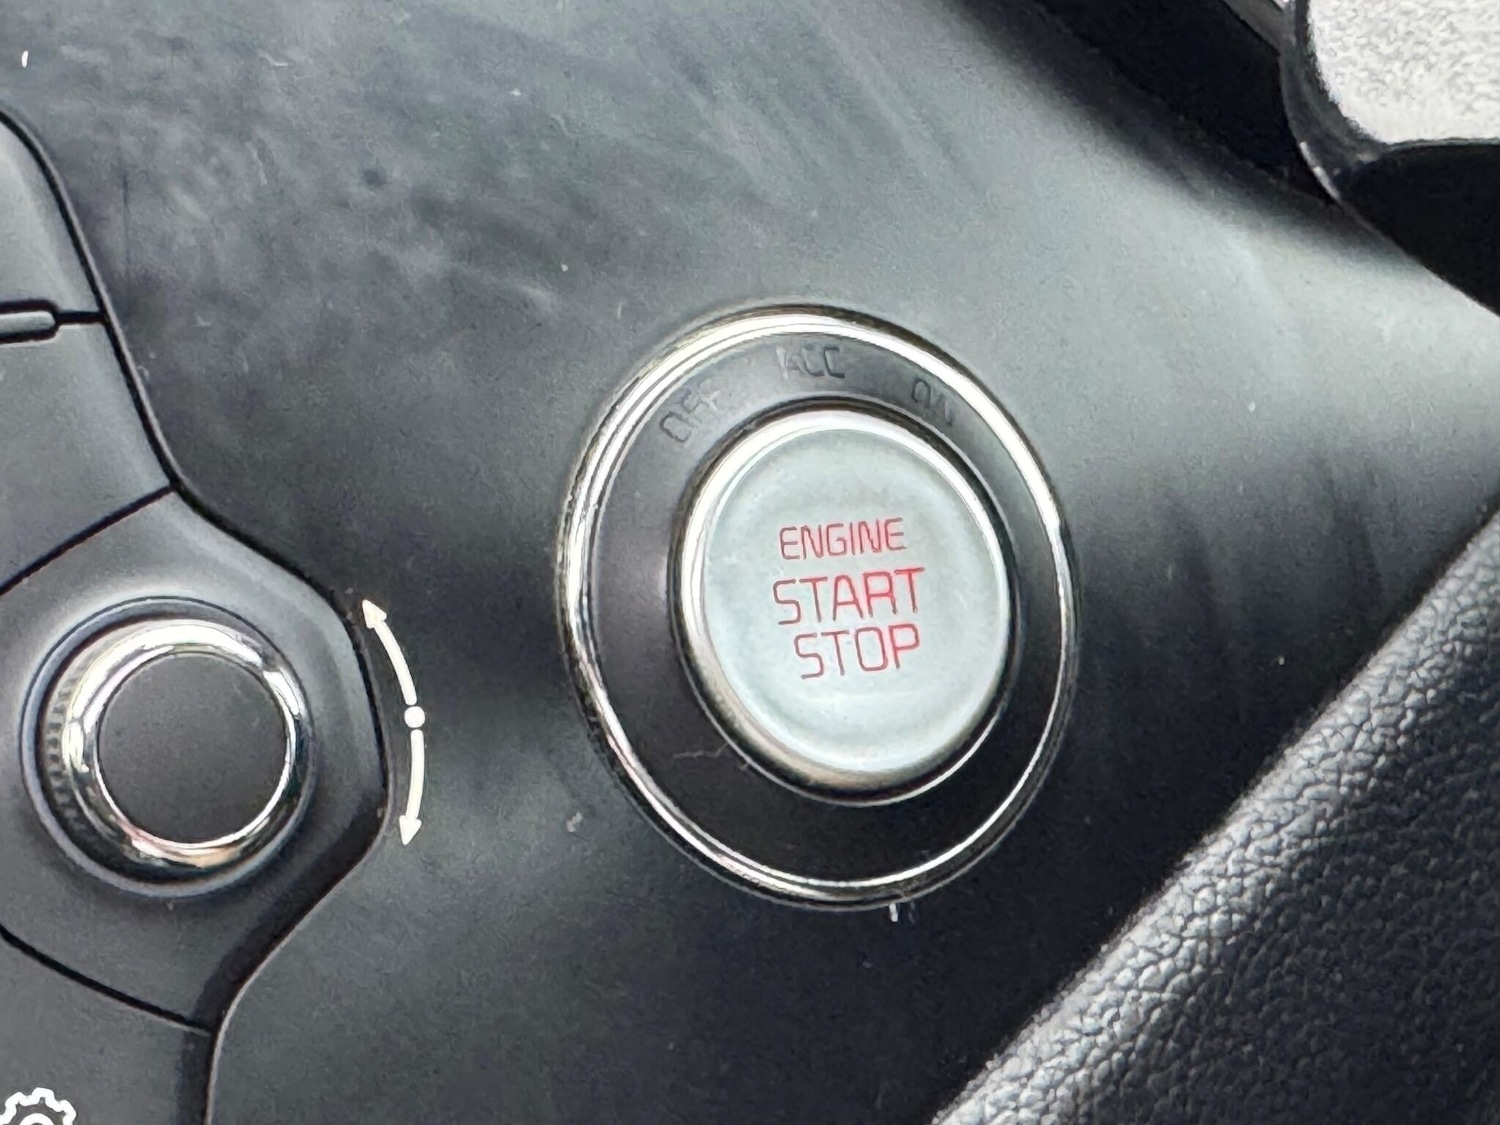 OFF ACC ON
ENGINE
START
STOP